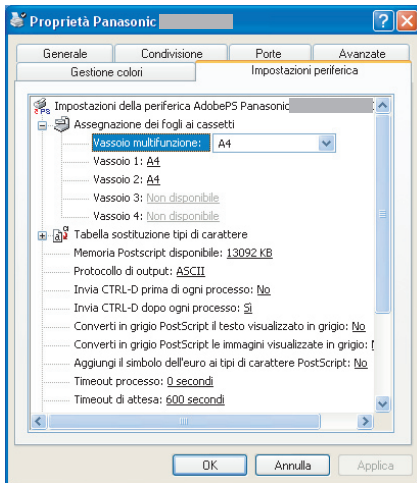 Proprietà Panasonic
Generale Condivisione Porte Avanzate
Gestione colori Impostazioni periferica
Impostazioni della periferica AdobePS Panasonic
Assegnazione dei fogli ai cassetti
Vassoio multifunzione: A4
Vassoio 1: A4
Vassoio 2: A4
Vassoio 3: Non disponibile
Vassoio 4: Non disponibile
Tabella sostituzione tipi di carattere
Memoria Postscript disponibile: 13092 KB
Protocollo di output: ASCII
Invia CTRL-D prima di ogni processo: No
Invia CTRL-D dopo ogni processo: Sì
Converti in grigio PostScript il testo visualizzato in grigio: No
Converti in grigio PostScript le immagini visualizzate in grigio:
Aggiungi il simbolo dell'euro ai tipi di carattere PostScript: No
Timeout processo: 0 secondi
Timeout di attesa: 600 secondi
OK Annulla Applica